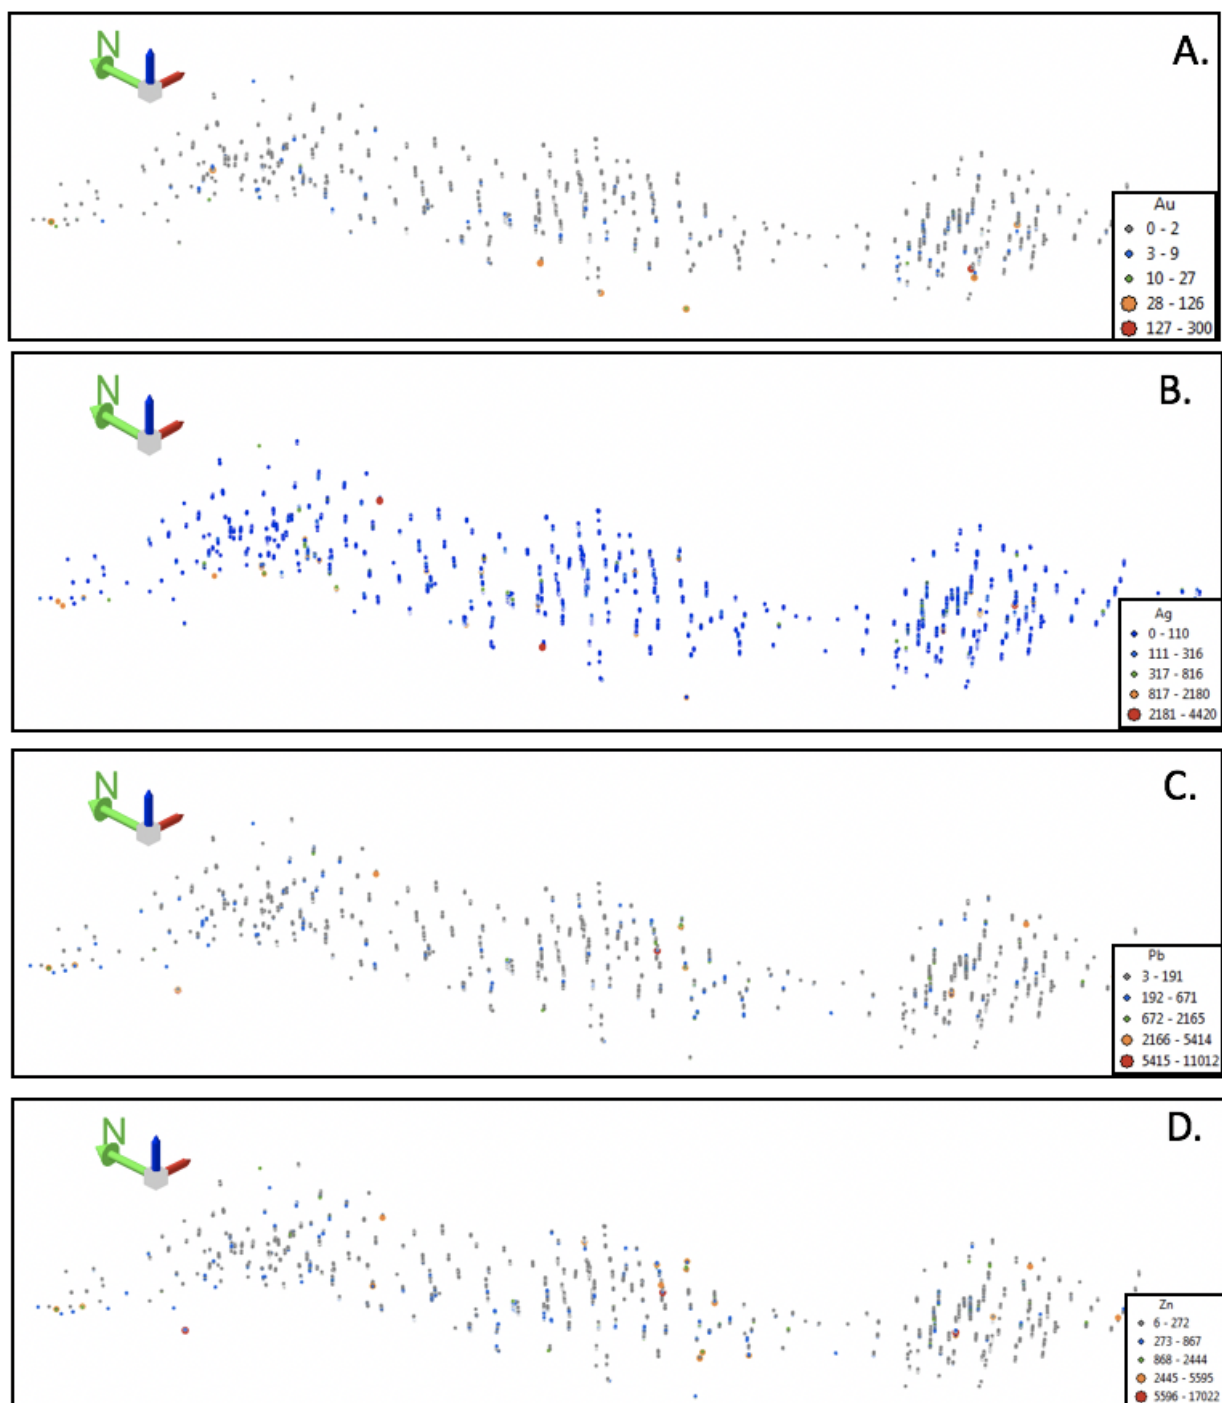 N
A.
Au
0 - 2
3 - 9
10 - 27
28 - 126
127 - 300
N
B.
Ag
0 - 110
111 - 316
317 - 816
817 - 2180
2181 - 4420
N
C.
Pb
3 - 191
192 - 671
672 - 2165
2166 - 5414
5415 - 11012
N
D.
Zn
6 - 272
273 - 867
868 - 2444
2445 - 5595
5596 - 17022